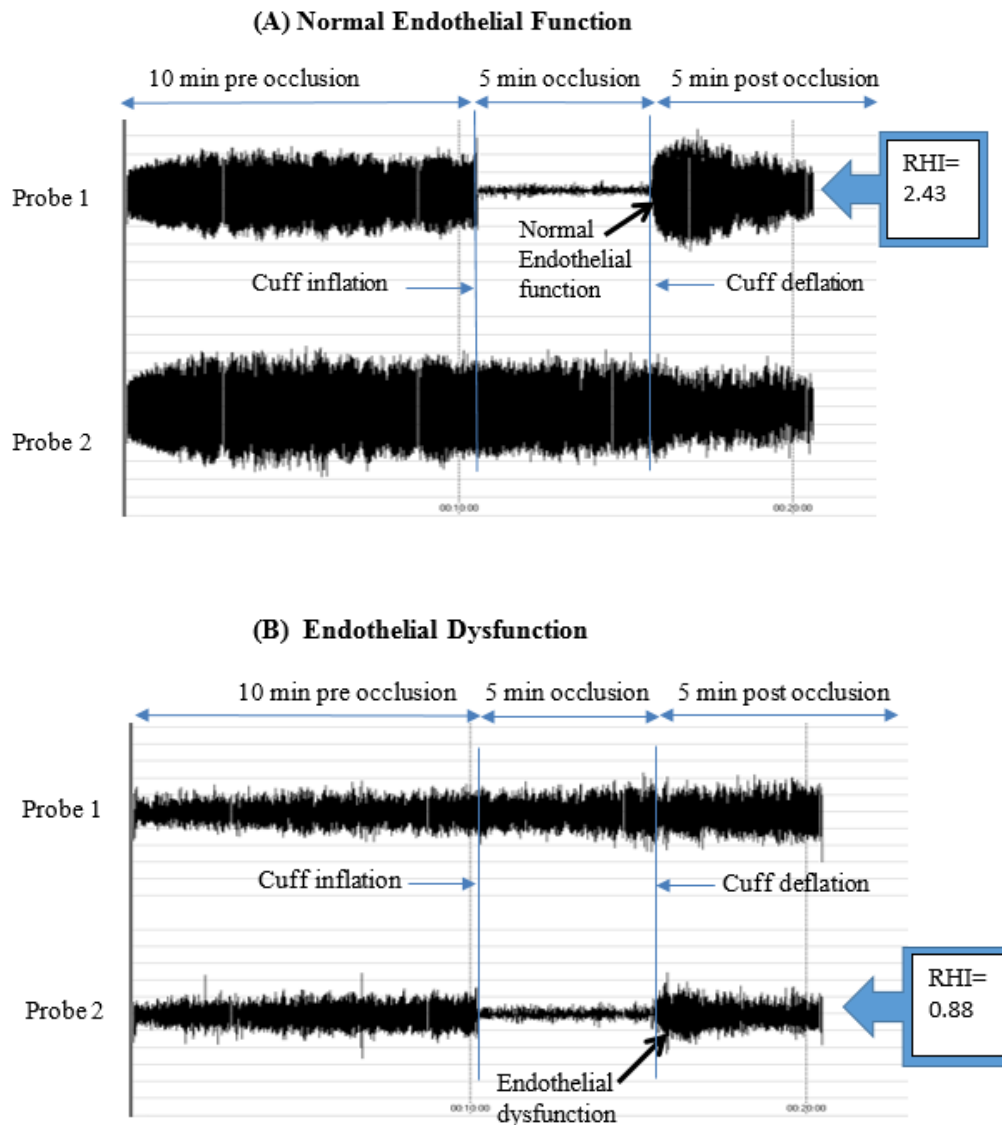 (A) Normal Endothelial Function
10 min pre occlusion
5 min occlusion
5 min post occlusion
Probe 1
RHI=
2.43
Normal
Endothelial
function
Cuff inflation
Cuff deflation
Probe 2
00:10:00
00:20:00
(B) Endothelial Dysfunction
10 min pre occlusion
5 min occlusion
5 min post occlusion
Probe 1
Cuff inflation
Cuff deflation
Probe 2
RHI=
0.88
Endothelial
dysfunction
00:10:00
00:20:00